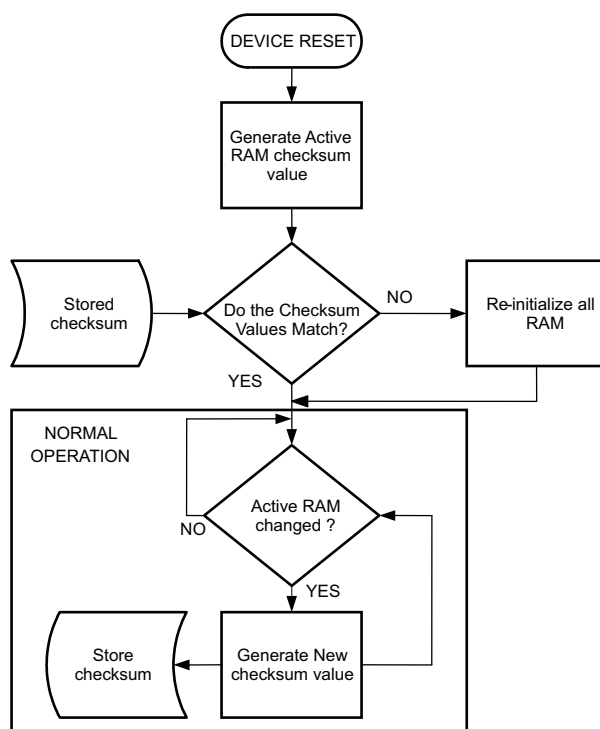 DEVICE RESET
Generate Active
RAM checksum
value
Stored
checksum
Do the Checksum
Values Match?
NO
Re-initialize all
RAM
YES
NORMAL
OPERATION
Active RAM
changed ?
NO
YES
Store
checksum
Generate New
checksum value